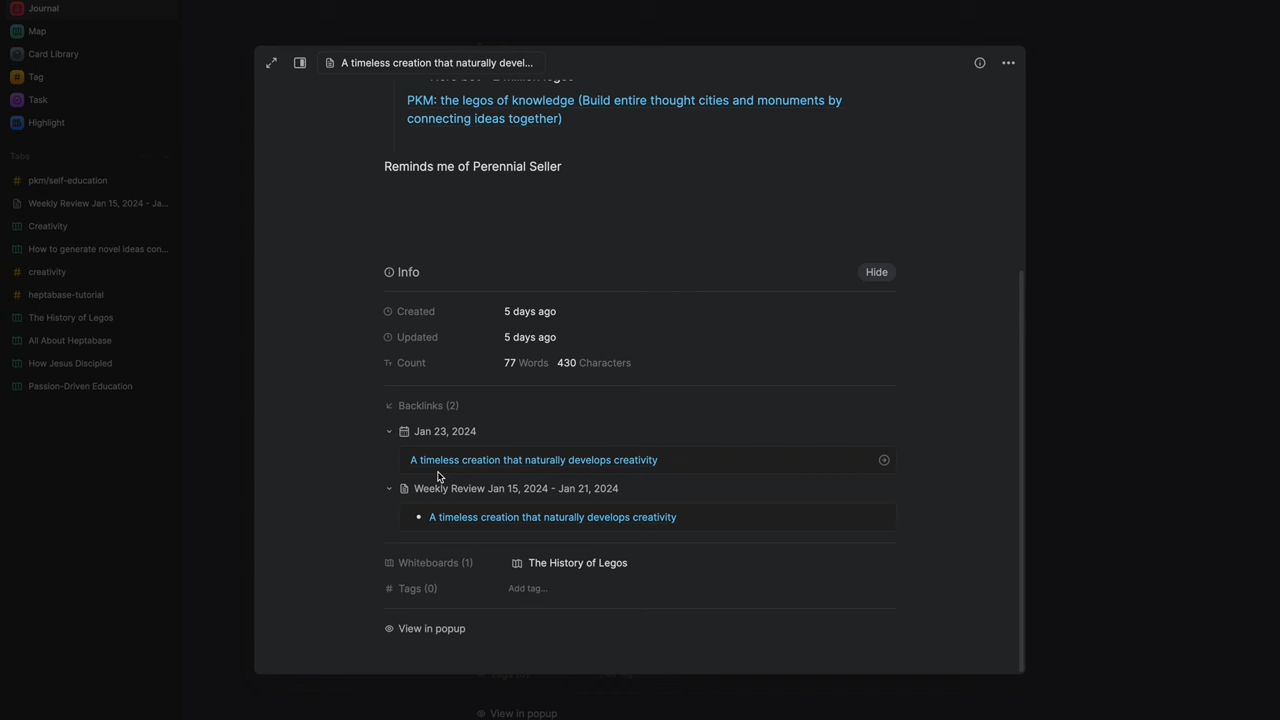 Journal
Map
Card Library
Tag
Task
Highlight
Tabs
pkm/self-education
Weekly Review Jan 15, 2024 - Ja...
Creativity
How to generate novel ideas con...
creativity
heptabase-tutorial
The History of Legos
All About Heptabase
How Jesus Discipled
Passion-Driven Education
A timeless creation that naturally devel...
PKM: the legos of knowledge (Build entire thought cities and monuments by
connecting ideas together)
Reminds me of Perennial Seller
Info
Hide
Created 5 days ago
Updated 5 days ago
Count 77 Words 430 Characters
Backlinks (2)
Jan 23, 2024
A timeless creation that naturally develops creativity
Weekly Review Jan 15, 2024 - Jan 21, 2024
A timeless creation that naturally develops creativity
Whiteboards (1) The History of Legos
Tags (0) Add tag...
View in popup
View in popup